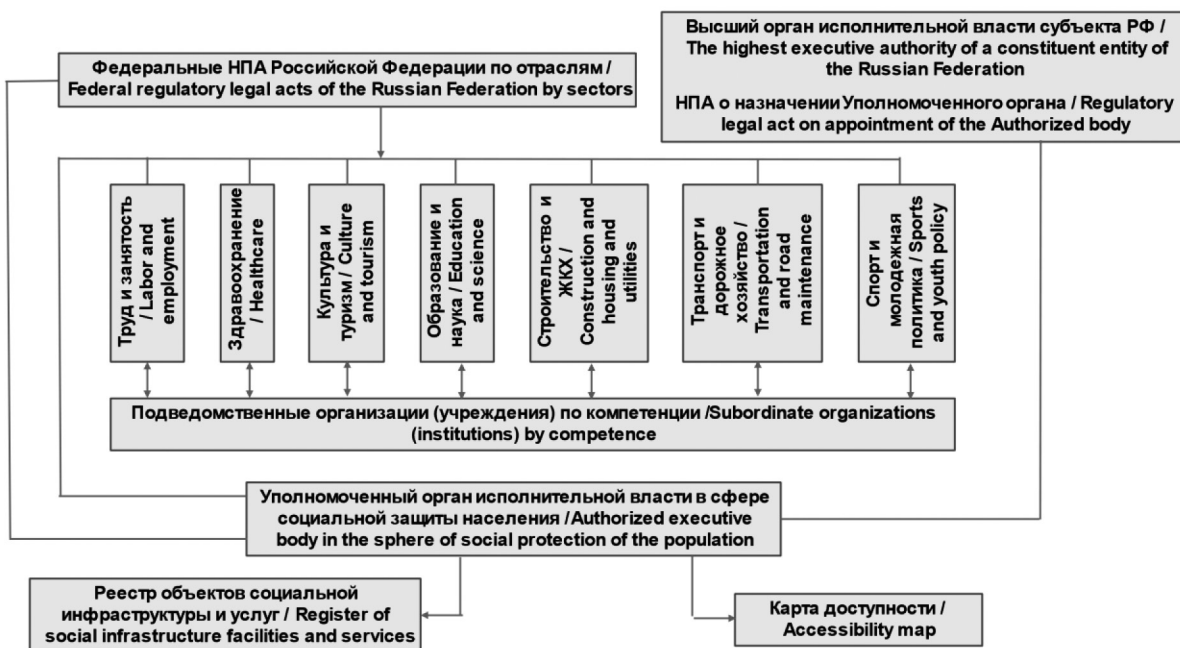 Высший орган исполнительной власти субъекта РФ /
The highest executive authority of a constituent entity of
the Russian Federation
НПА о назначении Уполномоченного органа / Regulatory
legal act on appointment of the Authorized body
Федеральные НПА Российской Федерации по отраслям /
Federal regulatory legal acts of the Russian Federation by sectors
Труд и занятость
/ Labor and
employment
Здравоохранение
/ Healthcare
Культура и
туризм / Culture
and tourism
Образование и
наука / Education
and science
Строительство и
ЖКХ /
Construction and
housing and
utilities
Транспорт и
дорожное
хозяйство /
Transportation
and road
maintenance
Спорт и
молодежная
политика / Sports
and youth policy
Подведомственные организации (учреждения) по компетенции /Subordinate organizations
(institutions) by competence
Уполномоченный орган исполнительной власти в сфере
социальной защиты населения /Authorized executive
body in the sphere of social protection of the population
Реестр объектов социальной
инфраструктуры и услуг / Register of
social infrastructure facilities and services
Карта доступности /
Accessibility map